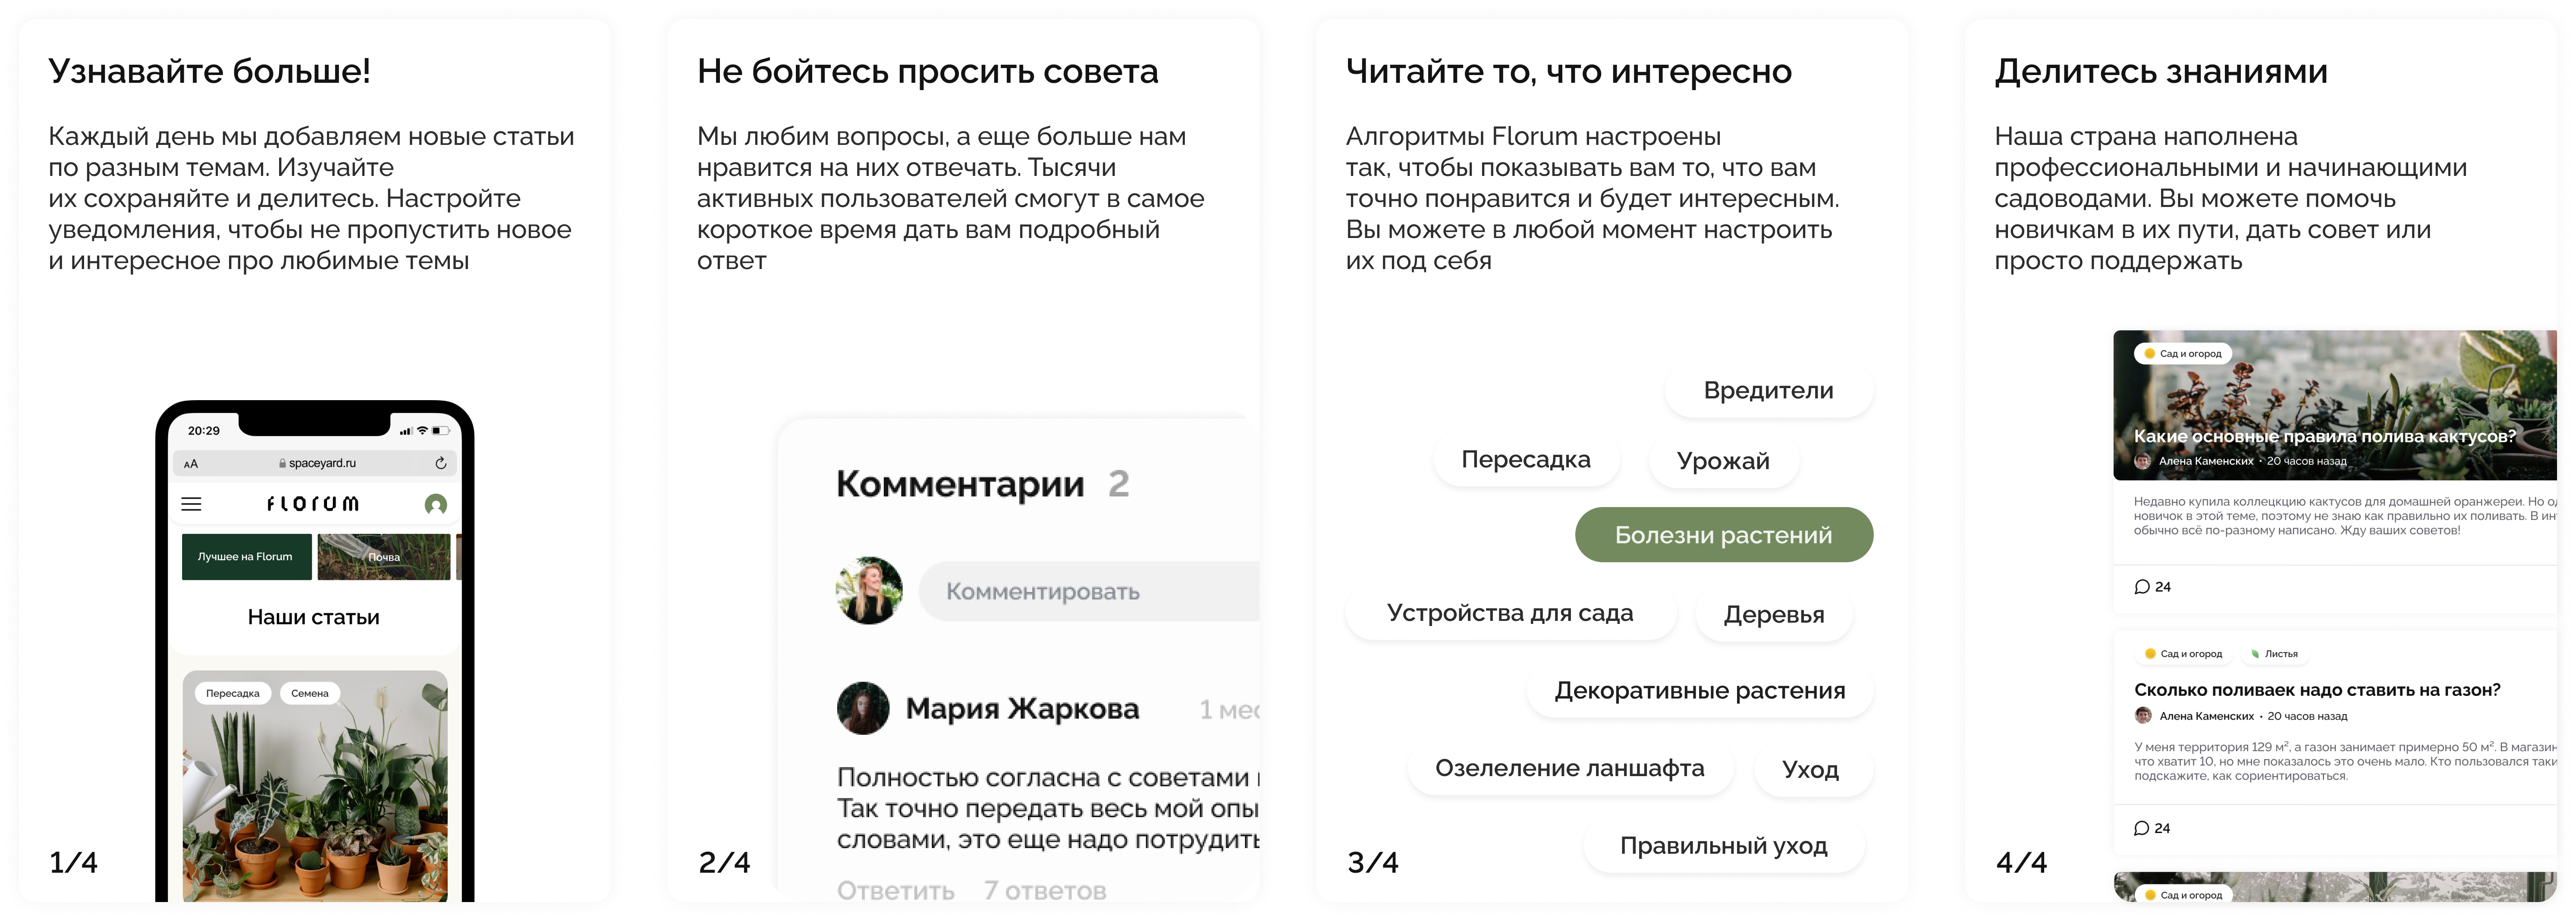 Узнавайте больше!
Каждый день мы добавляем новые статьи
по разным темам. Изучайте
их сохраняйте и делитесь. Настройте
уведомления, чтобы не пропустить новое
и интересное про любимые темы
20:29
AA spaceyard.ru
FLORUM
Лучшее на Florum Почва
Наши статьи
Пересадка Семена
1/4
Не бойтесь просить совета
Мы любим вопросы, а еще больше нам
нравится на них отвечать. Тысячи
активных пользователей смогут в самое
короткое время дать вам подробный
ответ
Комментарии 2
Комментировать
Мария Жаркова 1 мес
Полностью согласна с советами
Так точно передать весь мой опы
словами, это еще надо потрудить
Ответить 7 ответов
2/4
Читайте то, что интересно
Алгоритмы Florum настроены
так, чтобы показывать вам то, что вам
точно понравится и будет интересным.
Вы можете в любой момент настроить
их под себя
Вредители
Пересадка Урожай
Болезни растений
Устройства для сада Деревья
Декоративные растения
Озелеление ланшафта Уход
Правильный уход
3/4
Делитесь знаниями
Наша страна наполнена
профессиональными и начинающими
садоводами. Вы можете помочь
новичкам в их пути, дать совет или
просто поддержать
Сад и огород
Какие основные правила полива кактусов?
Алена Каменских • 20 часов назад
Недавно купила коллекцкию кактусов для домашней оранжереи. Но о
новичок в этой теме, поэтому не знаю как правильно их поливать. В ин
обычно всё по-разному написано. Жду ваших советов!
24
Сад и огород Листья
Сколько поливаек надо ставить на газон?
Алена Каменских • 20 часов назад
У меня территория 129 м², а газон занимает примерно 50 м². В магазин
что хватит 10, но мне показалось это очень мало. Кто пользовался таки
подскажите, как сориентироваться.
24
Сад и огород
4/4